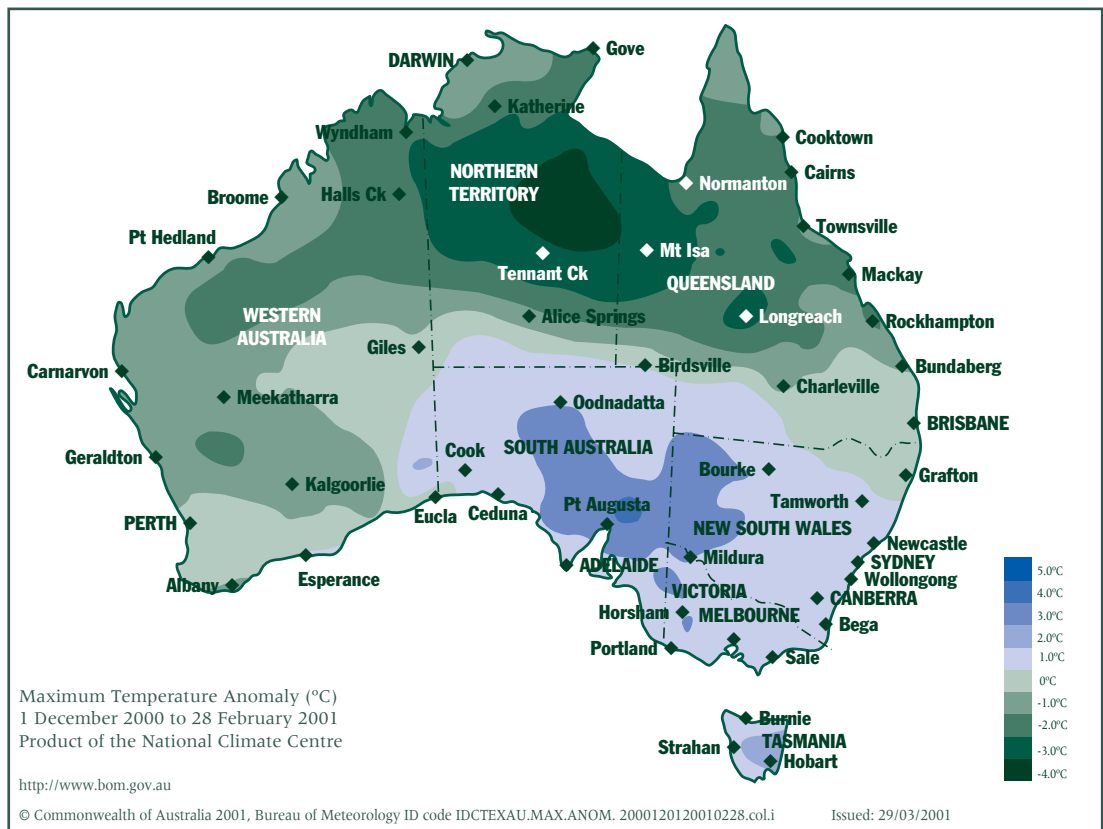 DARWIN
Gove
Katherine
Wyndham
Cooktown
NORTHERN
TERRITORY
Cairns
Normanton
Broome
Halls Ck
Townsville
Pt Hedland
Mt Isa
Tennant Ck
Mackay
QUEENSLAND
WESTERN
AUSTRALIA
Alice Springs
Longreach
Rockhampton
Giles
Birdsville
Bundaberg
Carnarvon
Charleville
Meekatharra
Oodnadatta
BRISBANE
SOUTH AUSTRALIA
Cook
Geraldton
Bourke
Grafton
Kalgoorlie
Pt Augusta
Tamworth
Eucla
Ceduna
PERTH
NEW SOUTH WALES
Newcastle
Mildura
SYDNEY
ADELAIDE
Esperance
Wollongong
Albany
VICTORIA
CANBERRA
Horsham
MELBOURNE
Bega
Portland
Sale
5.0ºC
4.0ºC
3.0ºC
2.0ºC
1.0ºC
0ºC
-1.0ºC
-2.0ºC
-3.0ºC
-4.0ºC
Burnie
Strahan
TASMANIA
Hobart
Maximum Temperature Anomaly (ºC)
1 December 2000 to 28 February 2001
Product of the National Climate Centre
http://www.bom.gov.au
© Commonwealth of Australia 2001, Bureau of Meteorology ID code IDCTEXAU.MAX.ANOM. 2000120120010228.col.i
Issued: 29/03/2001